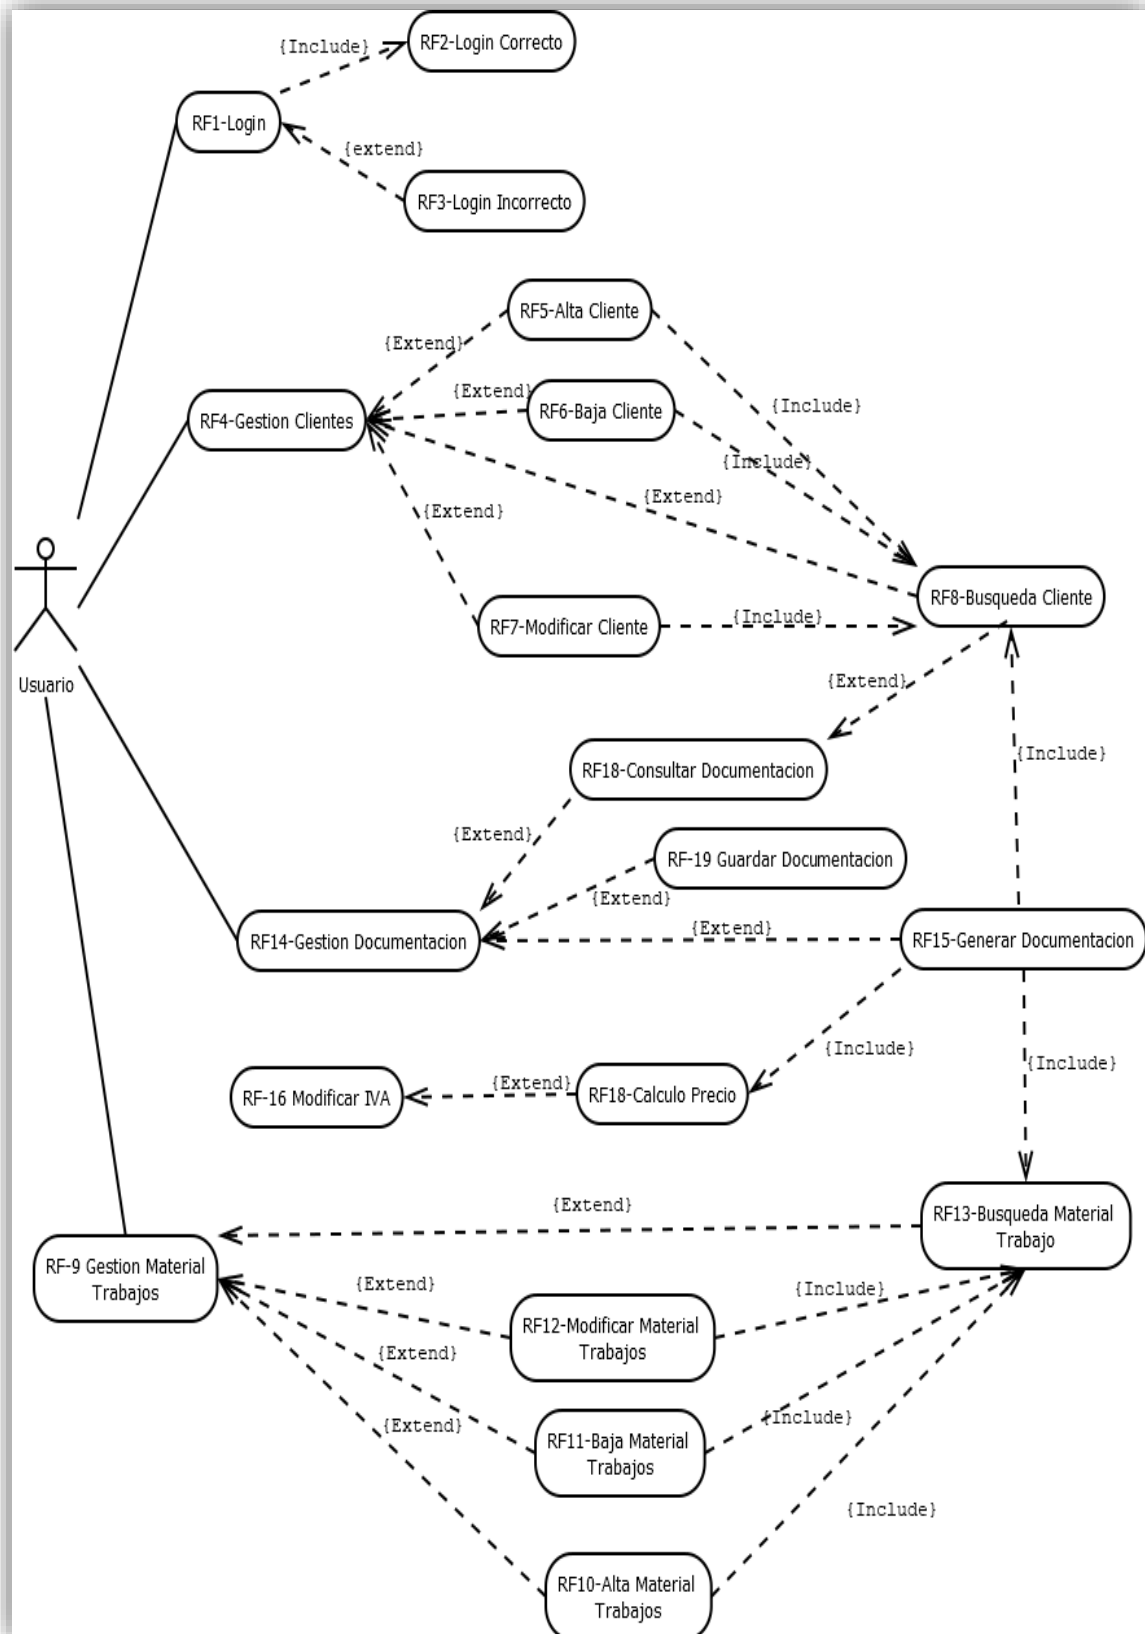 {Include}
RF2-Login Correcto
RF1-Login
{extend}
RF3-Login Incorrecto
RF5-Alta Cliente
{Extend}
{Extend}
RF6-Baja Cliente
{Include}
RF4-Gestion Clientes
{Include}
{Extend}
{Extend}
RF8-Busqueda Cliente
RF7-Modificar Cliente
{Include}
Usuario
{Extend}
{Include}
RF18-Consultar Documentacion
{Extend}
RF-19 Guardar Documentacion
{Extend}
{Extend}
RF14-Gestion Documentacion
RF15-Generar Documentacion
{Include}
{Include}
{Extend}
RF-16 Modificar IVA
RF18-Calculo Precio
{Extend}
RF13-Busqueda Material
Trabajo
RF-9 Gestion Material
Trabajos
{Extend}
{Include}
RF12-Modificar Material
Trabajos
{Extend}
{Extend}
{Include}
RF11-Baja Material
Trabajos
{Include}
RF10-Alta Material
Trabajos